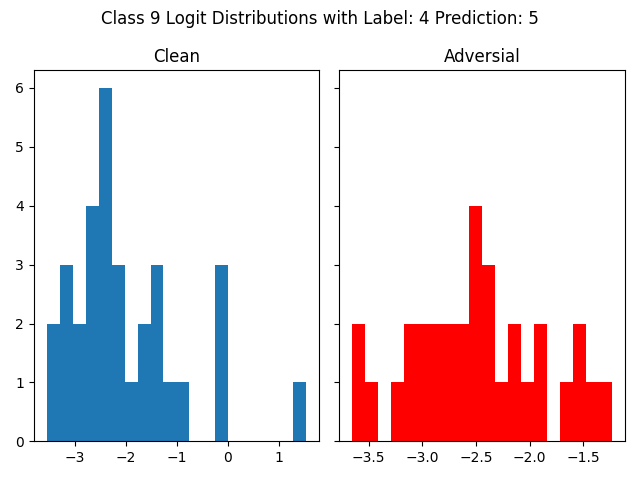 Class 9 Logit Distributions with Label: 4 Prediction: 5
Clean
Adversial
6
5
4
3
2
1
0
−3 −2 −1 0 1
−3.5 −3.0 −2.5 −2.0 −1.5